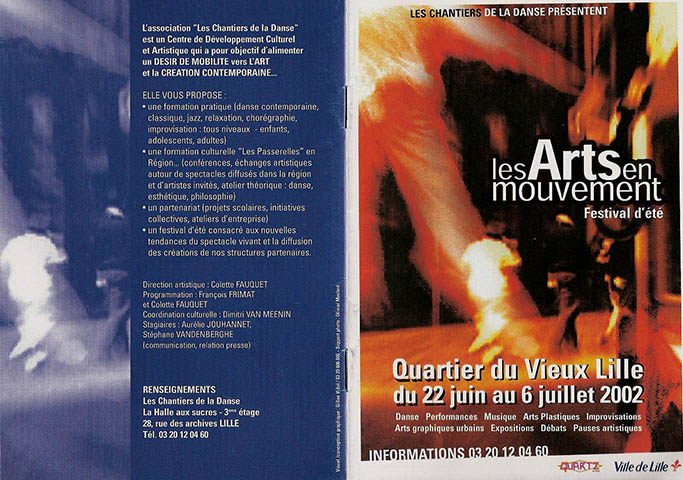 L'association "Les Chantiers de la Danse"
est un Centre de Développement Culturel
et Artistique qui a pour objectif d'alimenter
un DESIR DE MOBILITE vers L'ART
et la CREATION CONTEMPORAINE...
ELLE VOUS PROPOSE :
• une formation pratique (danse contemporaine,
classique, jazz, relaxation, chorégraphie,
improvisation : tous niveaux - enfants,
adolescents, adultes)
• une formation culturelle "Les Passerelles" en
Région... (conférences, échanges artistiques
autour de spectacles diffusés dans la région
et d'artistes invités, atelier théorique : danse,
esthétique, philosophie)
• un partenariat (projets scolaires, initiatives
collectives, ateliers d'entreprise)
• un festival d'été consacré aux nouvelles
tendances du spectacle vivant et la diffusion
des créations de nos structures partenaires.
Direction artistique : Colette FAUQUET
Programmation : François FRIMAT
et Colette FAUQUET
Coordination culturelle : Dimitri VAN MEENIN
Stagiaires : Aurélie JOUHANNET,
Stéphane VANDENBERGHE
(communication, relation presse)
RENSEIGNEMENTS
Les Chantiers de la Danse
La Halle aux sucres - 3ème étage
28, rue des archives LILLE
Tél. 03 20 12 04 60
LES CHANTIERS DE LA DANSE PRÉSENTENT
les Arts en
mouvement
Festival d'été
Quartier du Vieux Lille
du 22 juin au 6 juillet 2002
Danse Performances Musique Arts Plastiques Improvisations
Arts graphiques urbains Expositions Débats Pauses artistiques
INFORMATIONS 03 20 12 04 60
QUARTZ
Ville de Lille